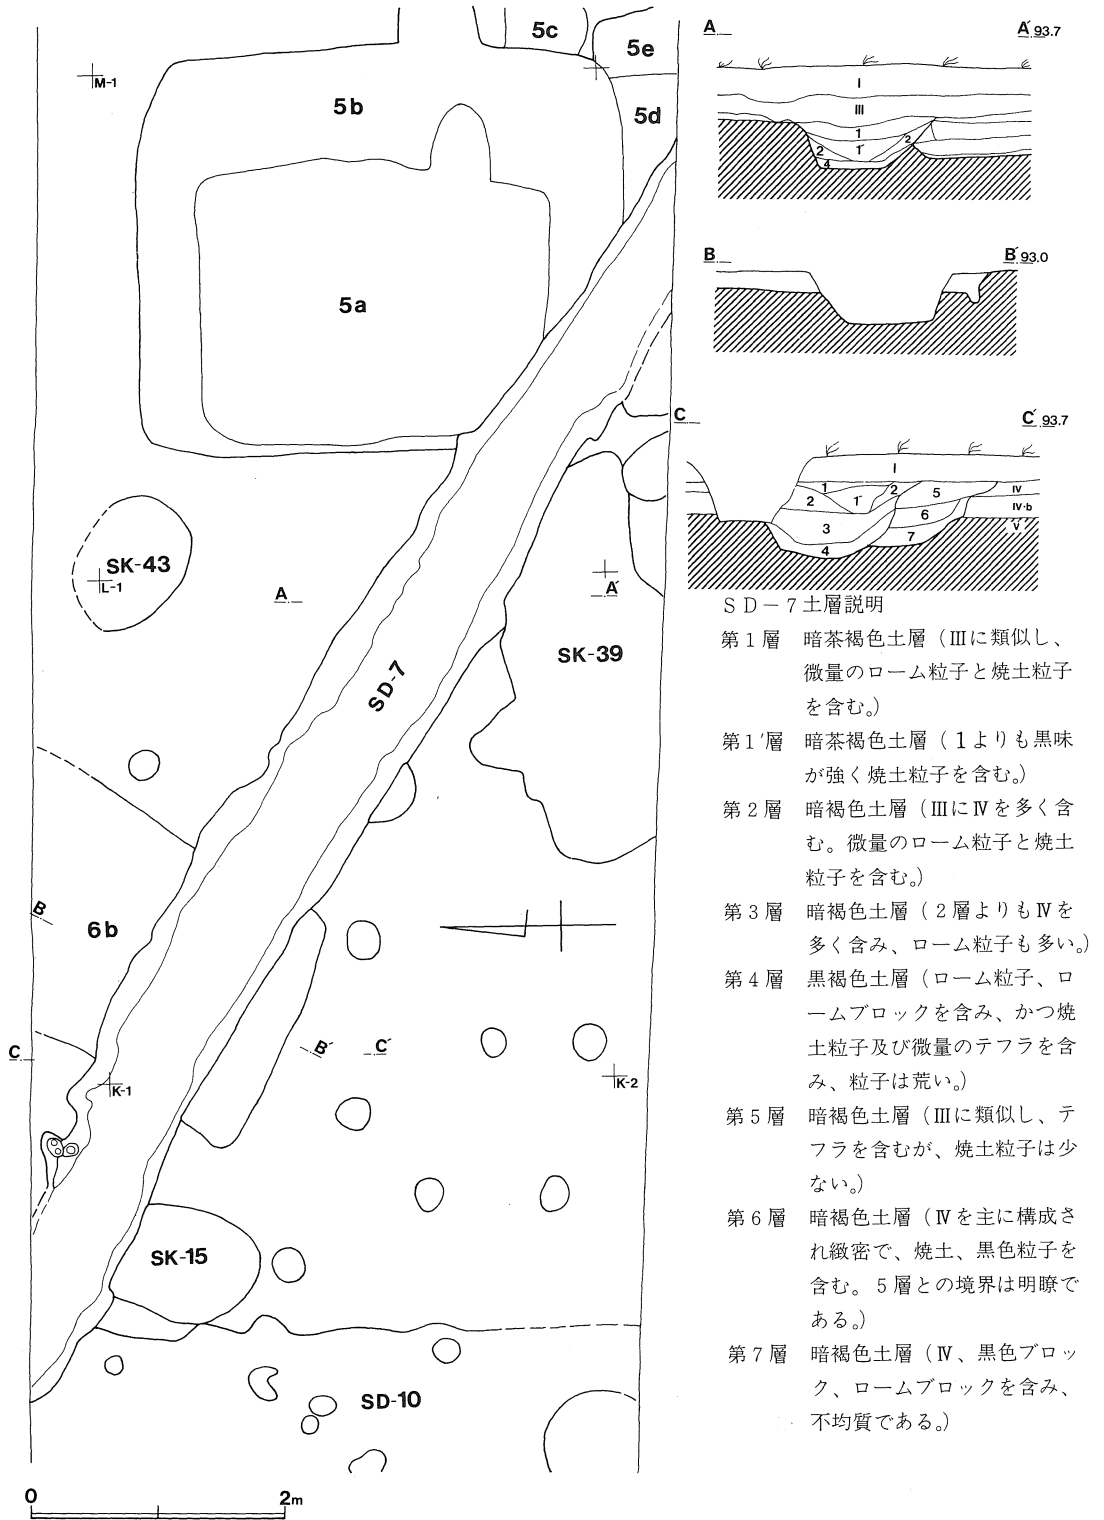 5c
5e
M-1
5b
5d
5a
C
SK-43
L-1
A
A´
SK-39
SD-7
B
6b
B´
C´
C
K-1
K-2
SK-15
SD-10
0
2m
A
A´ 93.7
I
III
1
2
1´
2
4
B
B´ 93.0
C´ 93.7
I
1
2
1´
2
5
IV
3
6
IV-b
4
7
V
SD－7土層説明
第1層　暗茶褐色土層（Ⅲに類似し、
微量のローム粒子と焼土粒子
を含む。）
第1′層　暗茶褐色土層（1よりも黒味
が強く焼土粒子を含む。）
第2層　暗褐色土層（ⅢにⅣを多く含
む。微量のローム粒子と焼土
粒子を含む。）
第3層　暗褐色土層（2層よりもⅣを
多く含み、ローム粒子も多い。）
第4層　黒褐色土層（ローム粒子、ロ
ームブロックを含み、かつ焼
土粒子及び微量のテフラを含
み、粒子は荒い。）
第5層　暗褐色土層（Ⅲに類似し、テ
フラを含むが、焼土粒子は少
ない。）
第6層　暗褐色土層（Ⅳを主に構成さ
れ緻密で、焼土、黒色粒子を
含む。5層との境界は明瞭で
ある。）
第7層　暗褐色土層（Ⅳ、黒色ブロッ
ク、ロームブロックを含み、
不均質である。）